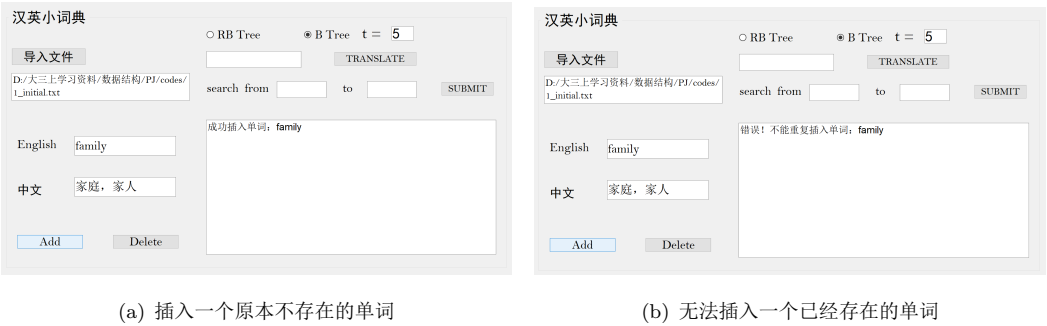 汉英小词典
RB Tree
B Tree
t =
5
导入文件
TRANSLATE
D:/大三上学习资料/数据结构/PJ/codes/
1_initial.txt
search from
to
SUBMIT
成功插入单词：family
English
family
中文
家庭，家人
Add
Delete
(a) 插入一个原本不存在的单词
汉英小词典
RB Tree
B Tree
t =
5
导入文件
TRANSLATE
D:/大三上学习资料/数据结构/PJ/codes/
1_initial.txt
search from
to
SUBMIT
错误！不能重复插入单词：family
English
family
中文
家庭，家人
Add
Delete
(b) 无法插入一个已经存在的单词